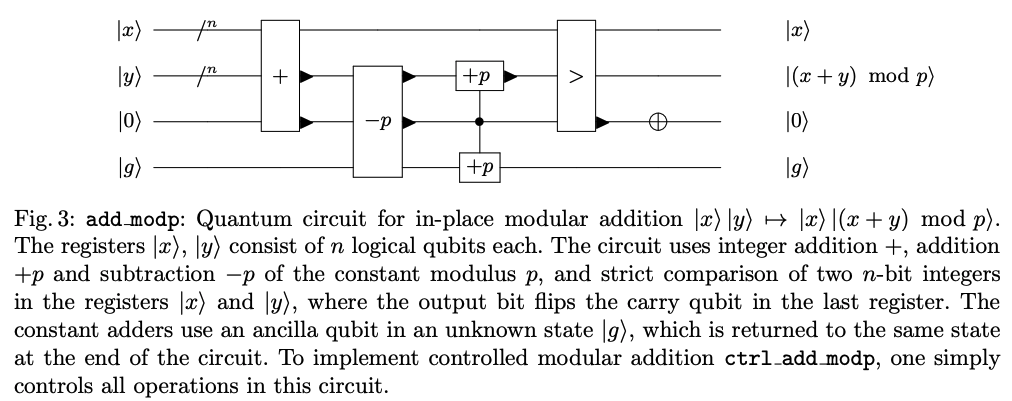 |x⟩ n |x⟩
|y⟩ n + +p > |(x + y) mod p⟩
|0⟩ −p |0⟩
|g⟩ +p |g⟩
Fig. 3: add_modp: Quantum circuit for in-place modular addition |x⟩ |y⟩ ↦ |x⟩ |(x + y) mod p⟩.
The registers |x⟩, |y⟩ consist of n logical qubits each. The circuit uses integer addition +, addition
+p and subtraction −p of the constant modulus p, and strict comparison of two n-bit integers
in the registers |x⟩ and |y⟩, where the output bit flips the carry qubit in the last register. The
constant adders use an ancilla qubit in an unknown state |g⟩, which is returned to the same state
at the end of the circuit. To implement controlled modular addition ctrl_add_modp, one simply
controls all operations in this circuit.